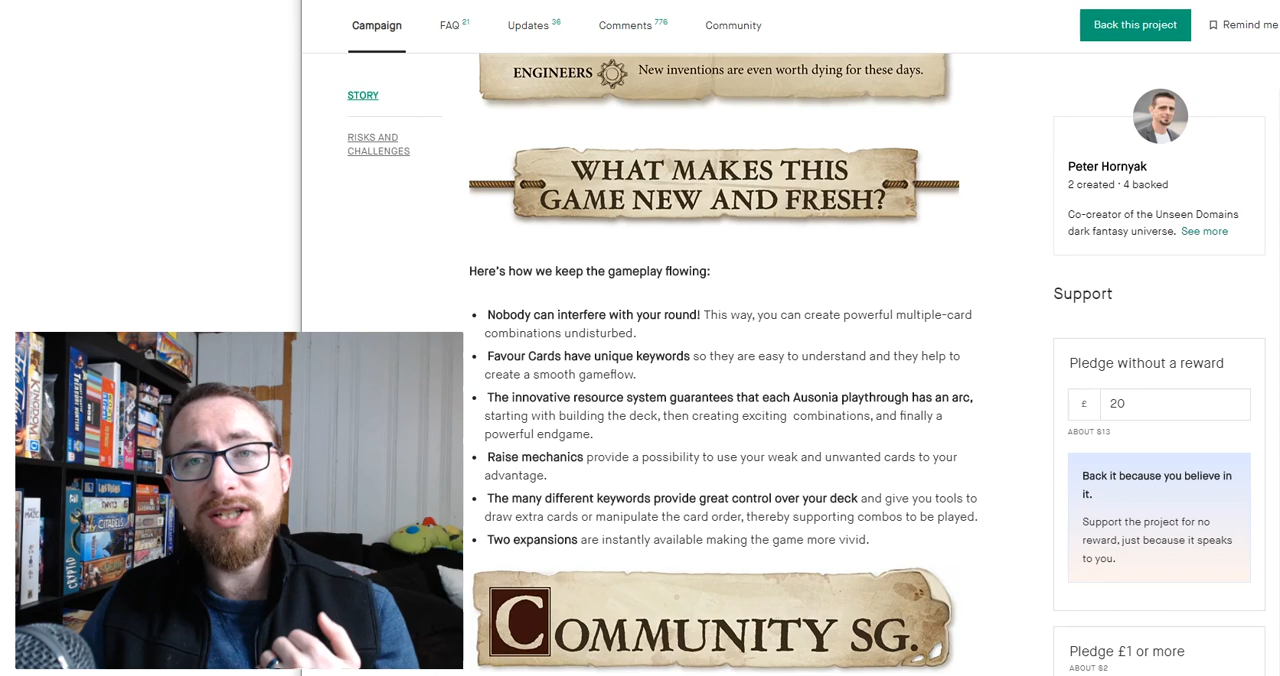 Campaign
FAQ 21
Updates 36
Comments 776
Community
Back this project
Remind me
STORY
RISKS AND
CHALLENGES
ENGINEERS New inventions are even worth dying for these days.
WHAT MAKES THIS
GAME NEW AND FRESH?
Here's how we keep the gameplay flowing:
• Nobody can interfere with your round! This way, you can create powerful multiple-card
combinations undisturbed.
• Favour Cards have unique keywords so they are easy to understand and they help to
create a smooth gameflow.
• The innovative resource system guarantees that each Ausonia playthrough has an arc,
starting with building the deck, then creating exciting combinations, and finally a
powerful endgame.
• Raise mechanics provide a possibility to use your weak and unwanted cards to your
advantage.
• The many different keywords provide great control over your deck and give you tools to
draw extra cards or manipulate the card order, thereby supporting combos to be played.
• Two expansions are instantly available making the game more vivid.
COMMUNITY SG.
Peter Hornyak
2 created · 4 backed
Co-creator of the Unseen Domains
dark fantasy universe. See more
Support
Pledge without a reward
£ 20
ABOUT $13
Back it because you believe in
it.
Support the project for no
reward, just because it speaks
to you.
Pledge £1 or more
ABOUT $2
KINGDOM
CITADELS
CRYPTID